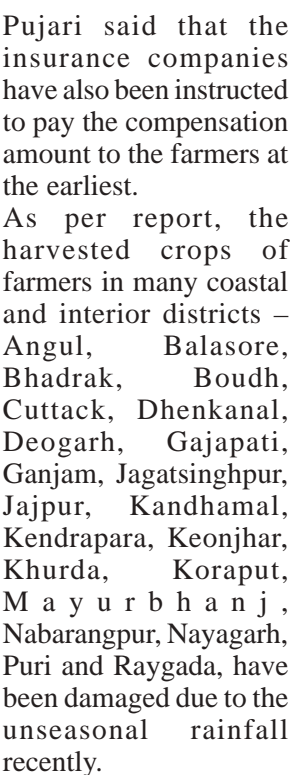 Pujari said that the
insurance companies
have also been instructed
to pay the compensation
amount to the farmers at
the earliest.
As per report, the
harvested crops of
farmers in many coastal
and interior districts –
Angul, Balasore,
Bhadrak, Boudh,
Cuttack, Dhenkanal,
Deogarh, Gajapati,
Ganjam, Jagatsinghpur,
Jajpur, Kandhamal,
Kendrapara, Keonjhar,
Khurda, Koraput,
Mayurbhanj,
Nabarangpur, Nayagarh,
Puri and Raygada, have
been damaged due to the
unseasonal rainfall
recently.